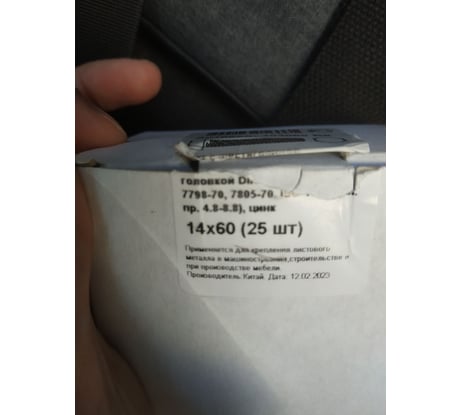 головкой DI
7798-70, 7805-70,
пр. 4.8-8.8), цинк
14x60 (25 шт)
Применяется для крепления листового
металла в машиностроении,строительстве и
при производстве мебели.
Производитель: Китай. Дата: 12.02.2023